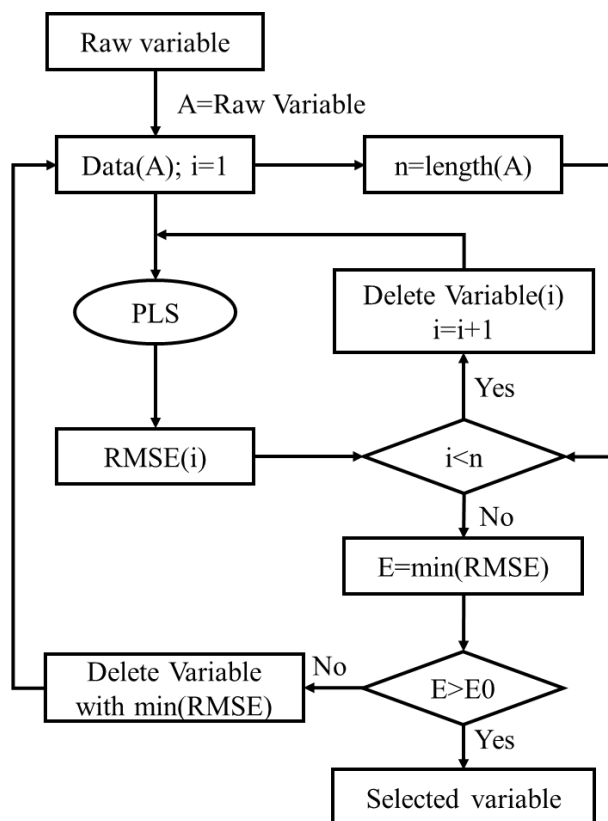 Raw variable
A=Raw Variable
Data(A); i=1
n=length(A)
PLS
Delete Variable(i)
i=i+1
Yes
RMSE(i)
i<n
No
E=min(RMSE)
Delete Variable
with min(RMSE)
No
E>E0
Yes
Selected variable